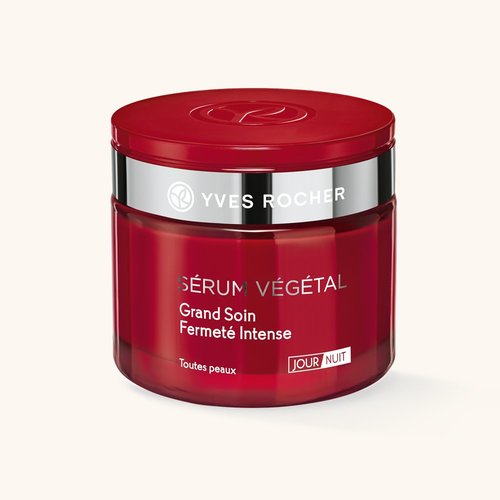 YVES ROCHER
SÉRUM VÉGÉTAL
Grand Soin
Fermeté Intense
Toutes peaux
JOUR NUIT